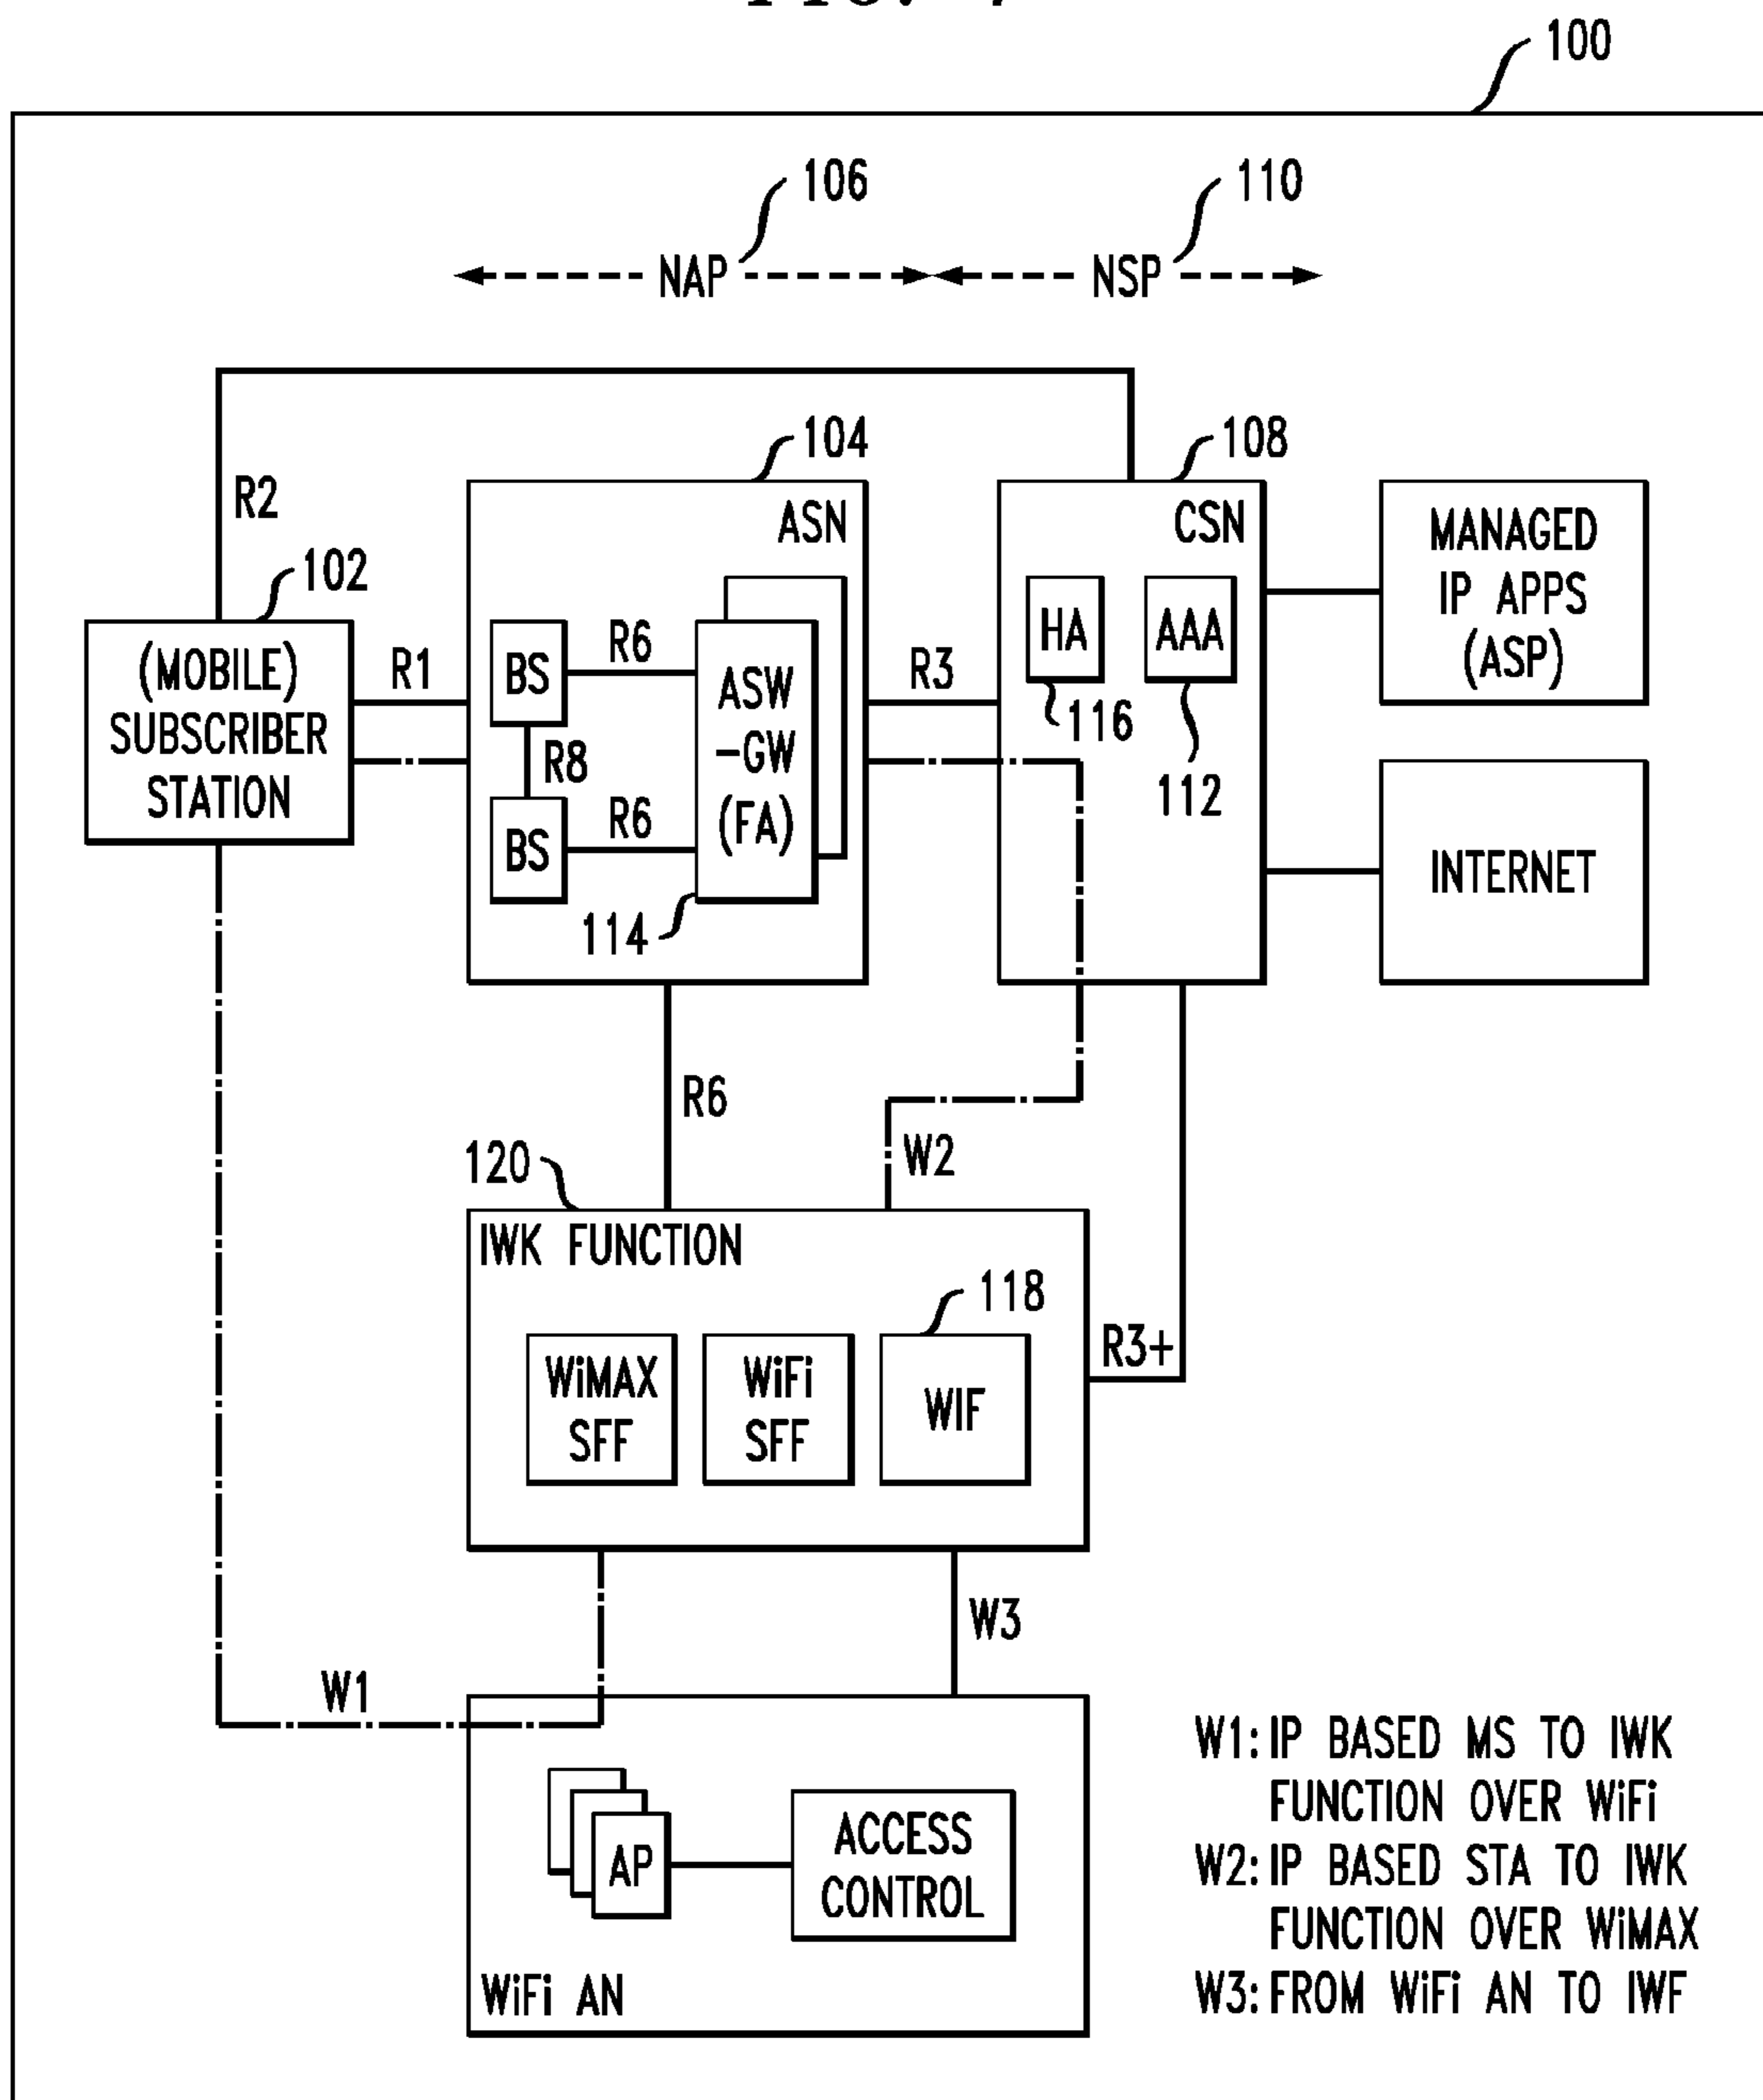 100
106
110
NAP
NSP
104
108
R2
ASN
CSN
MANAGED
IP APPS
(ASP)
102
(MOBILE)
SUBSCRIBER
STATION
R1
BS
R6
ASW
-GW
(FA)
R3
HA
AAA
116
112
R8
BS
R6
114
INTERNET
R6
W2
120
IWK FUNCTION
118
WiMAX
SFF
WiFi
SFF
WIF
R3+
W3
W1
AP
ACCESS
CONTROL
WiFi AN
W1: IP BASED MS TO IWK
FUNCTION OVER WiFi
W2: IP BASED STA TO IWK
FUNCTION OVER WiMAX
W3: FROM WiFi AN TO IWF